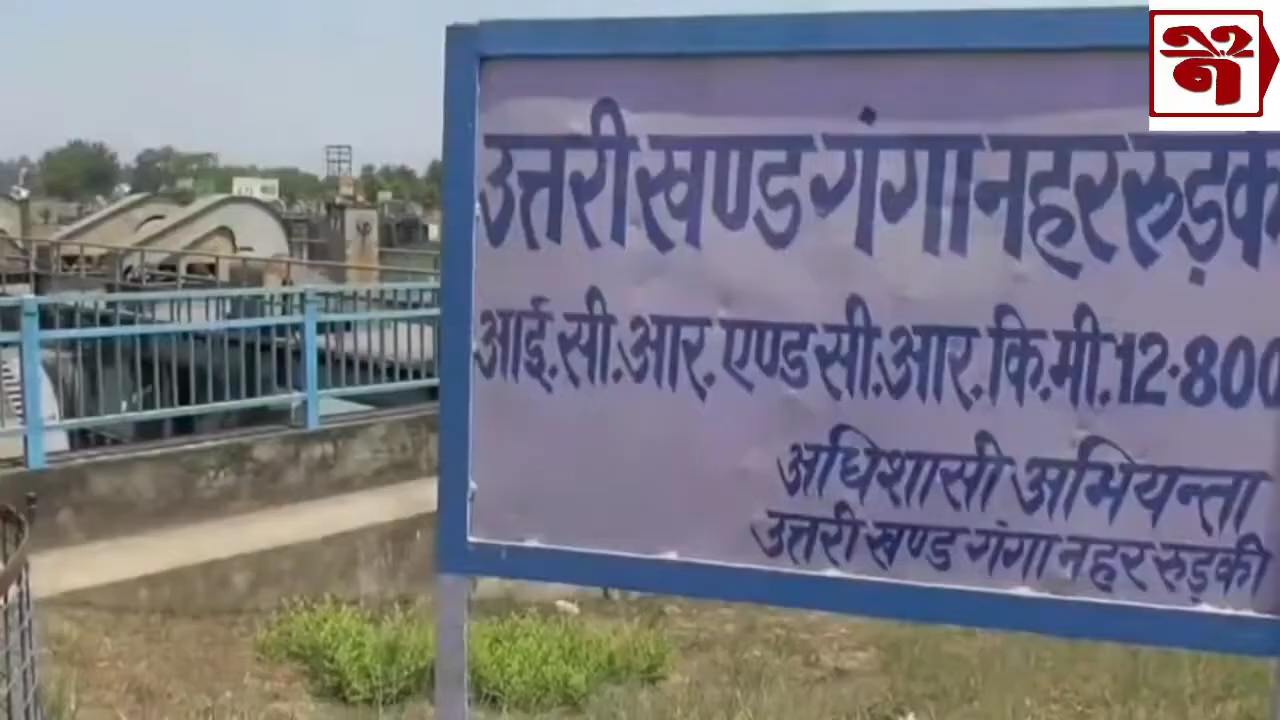 उत्तरी खण्ड गंगा नहर रुड़क
आई.सी.आर. एण्ड सी.आर. कि.मी. 12.800
अधिशासी अभियन्ता
उत्तरी खण्ड गंगा नहर रुड़की